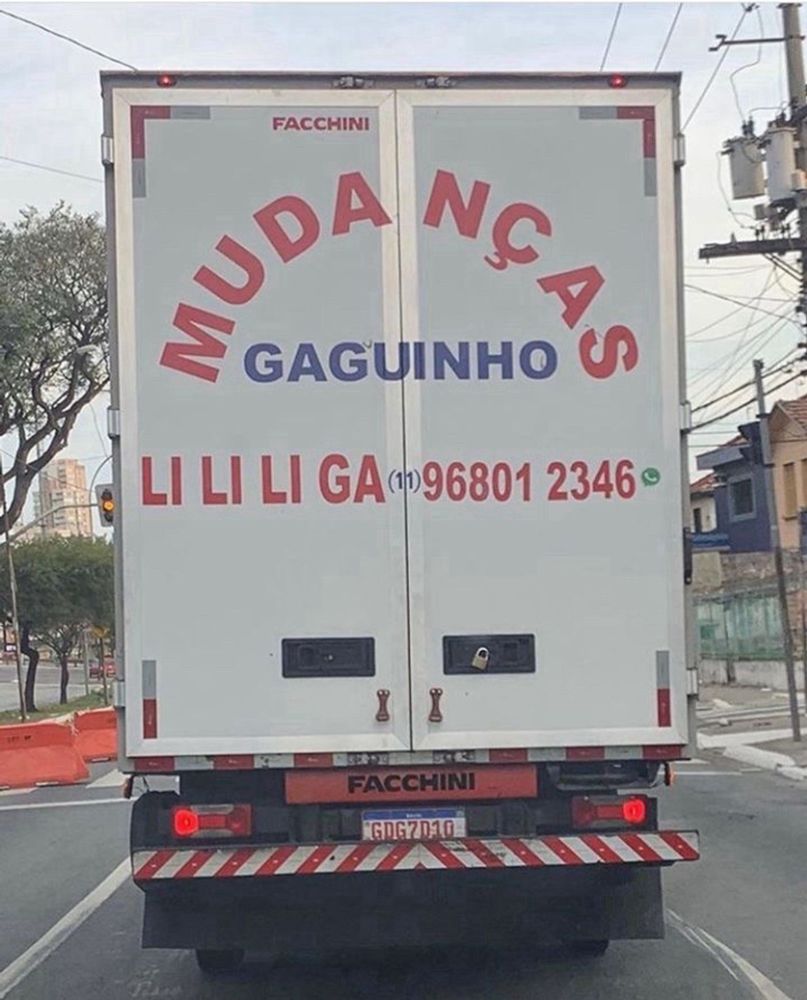 FACCHINI
MUDANÇAS
GAGUINHO
LI LI LI GA (11) 96801 2346
FACCHINI
GDG7D10